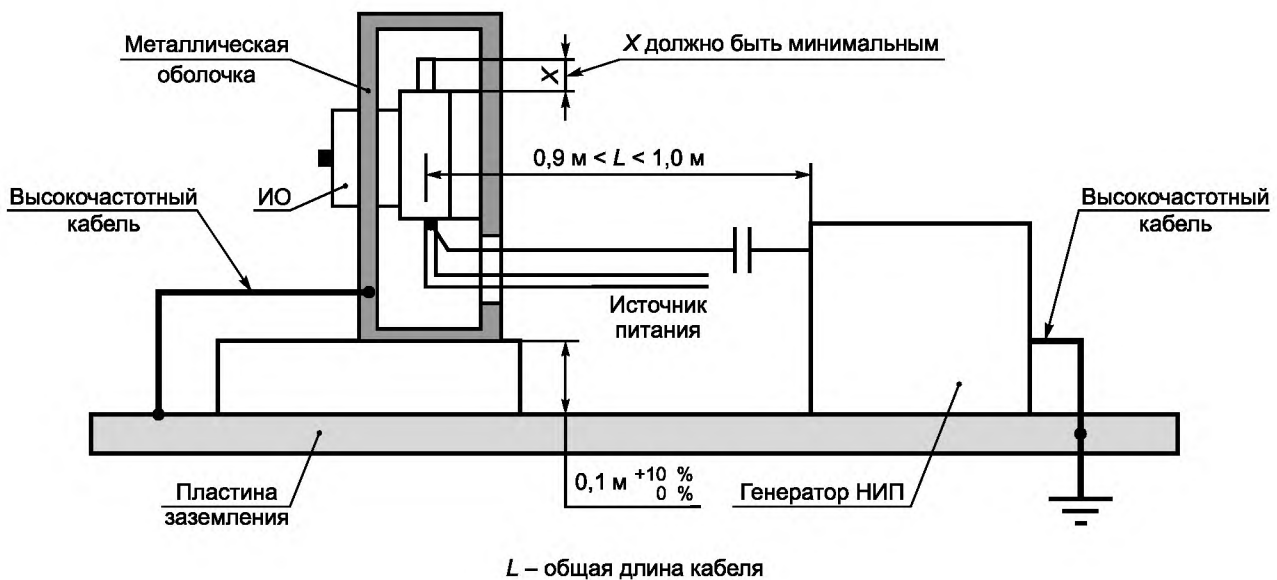 Металлическая
оболочка
X должно быть минимальным
X
0,9 м < L < 1,0 м
Высокочастотный
кабель
ИО
Высокочастотный
кабель
Источник
питания
Пластина
заземления
0,1 м +10 %
0 %
Генератор НИП
L – общая длина кабеля